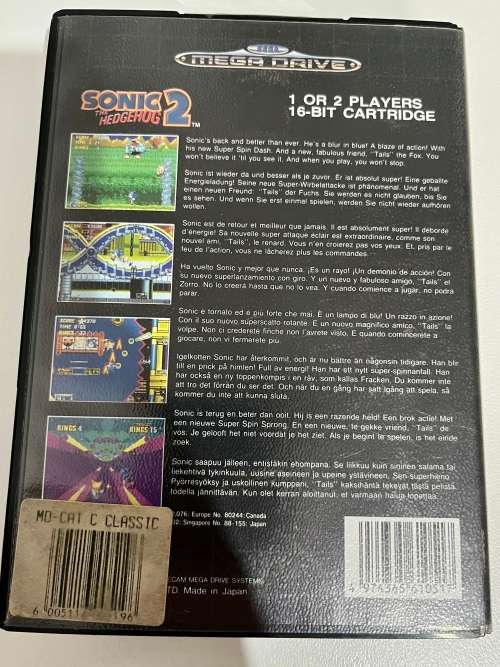 SEGA
MEGA DRIVE
SONIC
THE
HEDGEHOG
2
TM
1 OR 2 PLAYERS
16-BIT CARTRIDGE
Sonic's back and better than ever. He's a blur in blue! A blaze of action! With
his new Super Spin Dash. And a new, fabulous friend, "Tails" the Fox. You
won't believe it 'til you see it. And when you play, you won't stop.
Sonic ist wieder da und besser als je zuvor. Er ist absolut super! Eine geballte
Energieladung! Seine neue Super-Wirbelattacke ist phänomenal. Und er hat
einen neuen Freund: "Tails" der Fuchs. Sie werden es nicht glauben, bis Sie
es sehen. Und wenn Sie erst einmal spielen, werden Sie nicht wieder aufhören
wollen.
Sonic est de retour et meilleur que jamais. Il est absolument super! Il déborde
d'énergie! Sa nouvelle super attaque éclair est extraordinaire, comme son
nouvel ami, "Tails", le renard. Vous n'en croirez pas vos yeux. Et, pris par le
feu de l'action, vous ne lâcherez plus les commandes.
Ha vuelto Sonic y mejor que nunca. ¡Es un rayo! ¡Un demonio de acción! Con
su nuevo superlanzamiento con giro. Y un nuevo y fabuloso amigo, "Tails" el
Zorro. No lo creerá hasta que no lo vea. Y cuando comience a jugar, no podrá
parar.
Sonic è tornato ed è più forte che mai. È un lampo di blu! Un razzo in azione!
Con il suo nuovo superscatto rotante. E un nuovo magnifico amico, "Tails" la
volpe. Non ci crederete finche non l'avrete visto. E quando comincerete a
giocare, non vi fermerete più.
Igelkotten Sonic har återkommit, och är nu bättre än någonsin tidigare. Han blir
till en prick på himlen! Full av energi! Han har ett nytt super-spinnanfall. Han
har också en ny toppenkompis i en räv, som kallas Fracken. Du kommer inte
att tro det förrän du ser det. Och när du en gång har satt igång att spela, så
kommer du inte att kunna sluta.
Sonic is terug en beter dan ooit. Hij is een razende held! Een brok actie! Met
een nieuwe Super Spin Sprong. En een nieuwe, te gekke vriend, "Tails" de
vos. Je gelooft het niet voordat je het ziet. Als je begint te spelen, is het einde
zoek.
Sonic saapuu jälleen, entistäkin ehompana. Se liikkuu kuin sininen salama tai
liekehtivä tykinkuula, uusine aseineen ja upeine ystävineen. Sen superhieno
Pyörresyöksy ja uskollinen kumppani, "Tails" kaksihäntä tekevät tästä pelistä
todella jännittävän. Kun olet kerran aloittanut, et varmaan halua lopettaa.
RINGS 4
RINGS 15
.076: Europe No. 80244: Canada
02: Singapore No. 88-155: Japan
MD-CAT C CLASSIC
ECAM MEGA DRIVE SYSTEMS
TD. Made in Japan